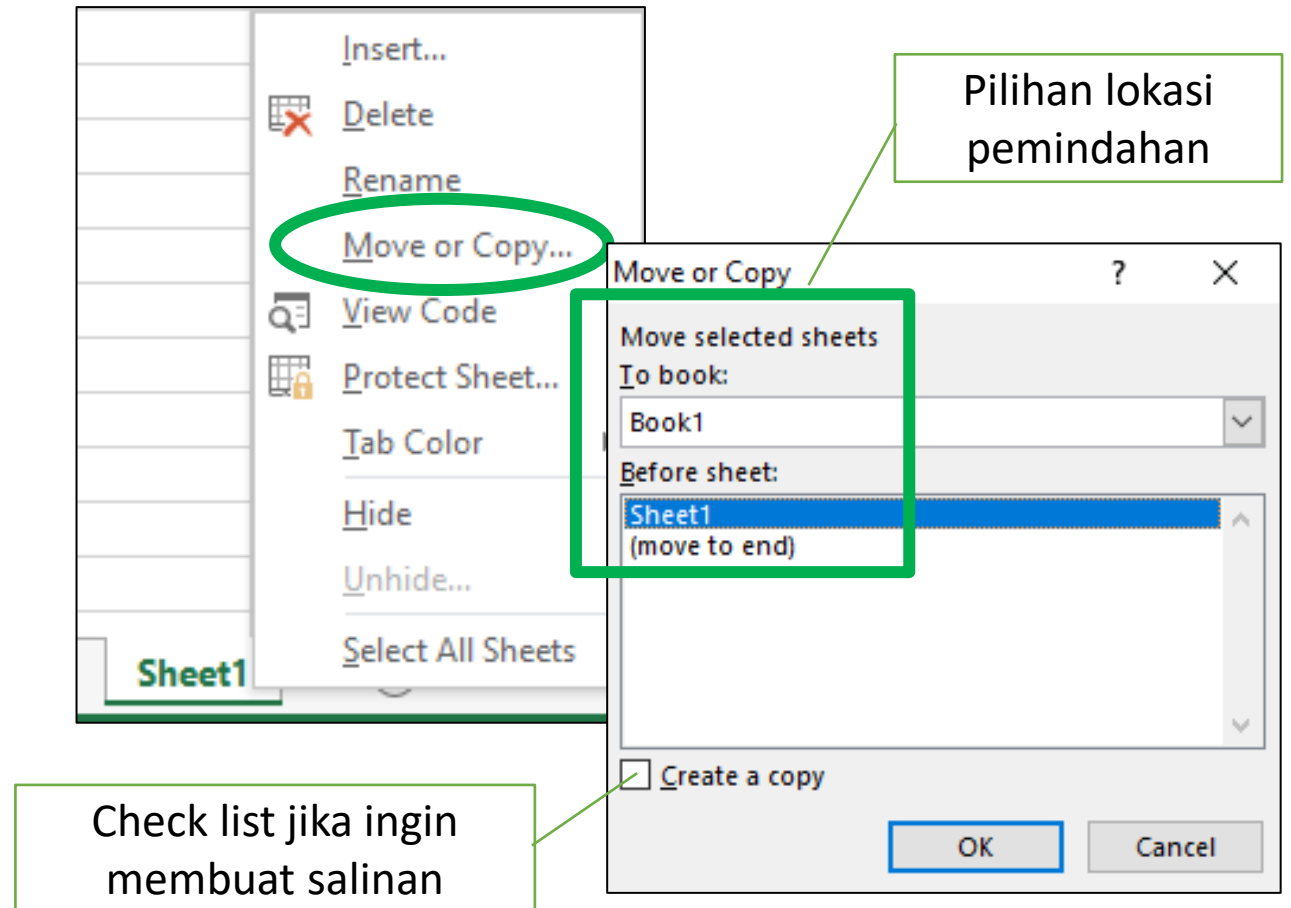 Insert...
Delete
Rename
Move or Copy...
View Code
Protect Sheet...
Tab Color
Hide
Unhide...
Select All Sheets
Sheet1
Pilihan lokasi
pemindahan
Move or Copy ?
Move selected sheets
To book:
Book1
Before sheet:
Sheet1
(move to end)
Create a copy
OK Cancel
Check list jika ingin
membuat salinan